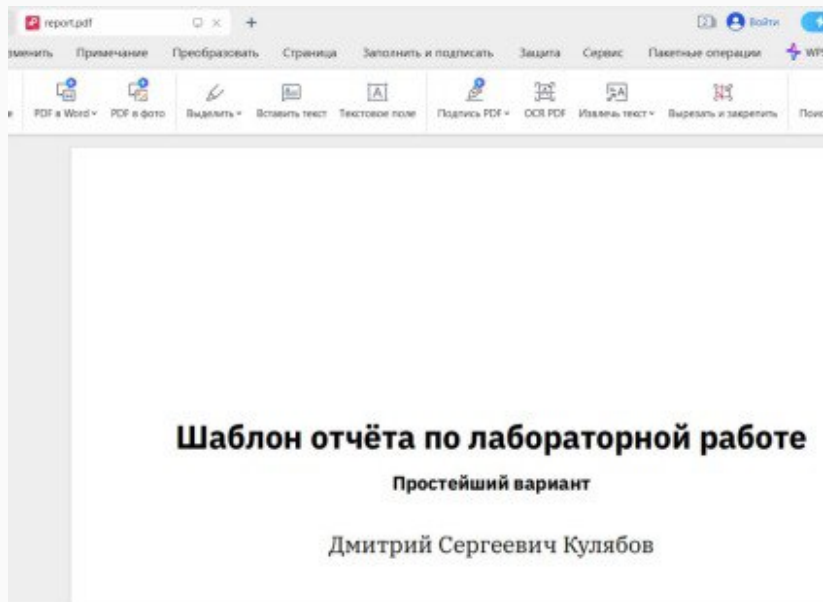 report.pdf
Войти
Примечание Преобразовать Страница Заполнить и подписать Защита Сервис Пакетные операции WPS
PDF в Word PDF в фото Выделить Вставить текст Текстовое поле Подпись PDF OCR PDF Извлечь текст Вырезать и закрепить
Шаблон отчёта по лабораторной работе
Простейший вариант
Дмитрий Сергеевич Кулябов